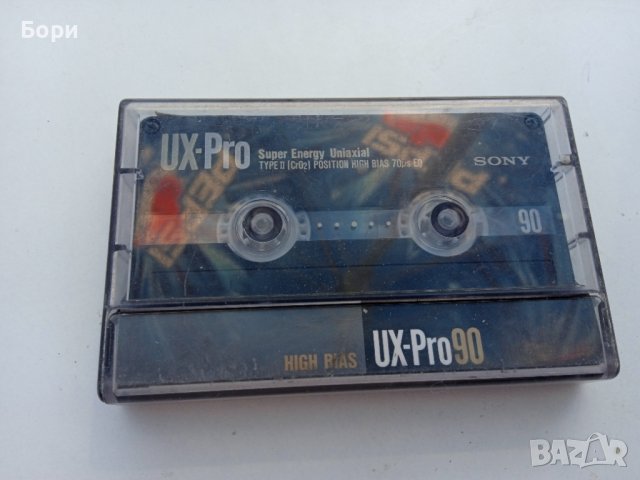 Бори
UX-Pro
Super Energy Uniaxial
TYPE II (CrO2) POSITION HIGH BIAS 70µs EQ
SONY
90
HIGH BIAS
UX-Pro90
BAZAR